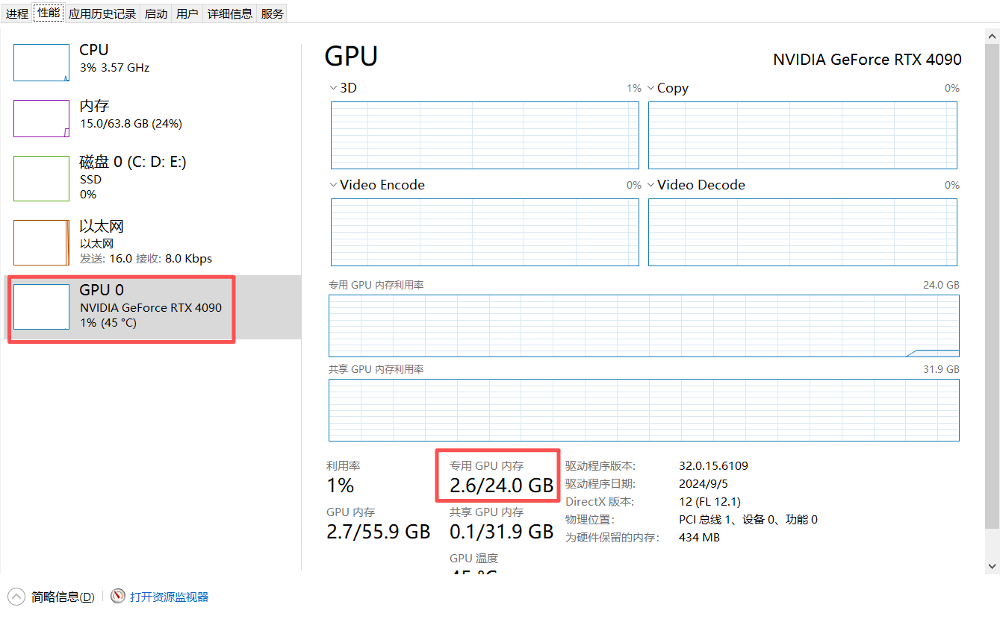 进程 性能 应用历史记录 启动 用户 详细信息 服务
CPU
3% 3.57 GHz
内存
15.0/63.8 GB (24%)
磁盘 0 (C: D: E:)
SSD
0%
以太网
以太网
发送: 16.0 接收: 8.0 Kbps
GPU 0
NVIDIA GeForce RTX 4090
1% (45 °C)
GPU
NVIDIA GeForce RTX 4090
3D 1%
Copy 0%
Video Encode 0%
Video Decode 0%
专用 GPU 内存利用率 24.0 GB
共享 GPU 内存利用率 31.9 GB
利用率
1%
专用 GPU 内存
2.6/24.0 GB
GPU 内存
2.7/55.9 GB
共享 GPU 内存
0.1/31.9 GB
GPU 温度
45 °C
驱动程序版本: 32.0.15.6109
驱动程序日期: 2024/9/5
DirectX 版本: 12 (FL 12.1)
物理位置: PCI 总线 1、设备 0、功能 0
为硬件保留的内存: 434 MB
简略信息(D)
打开资源监视器